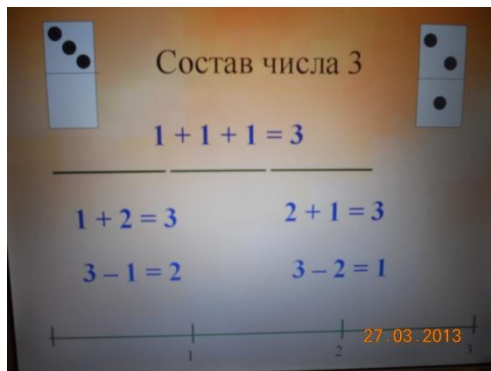 Состав числа 3
1 + 1 + 1 = 3
1 + 2 = 3
2 + 1 = 3
3 – 1 = 2
3 – 2 = 1
27.03.2013
1
2
3